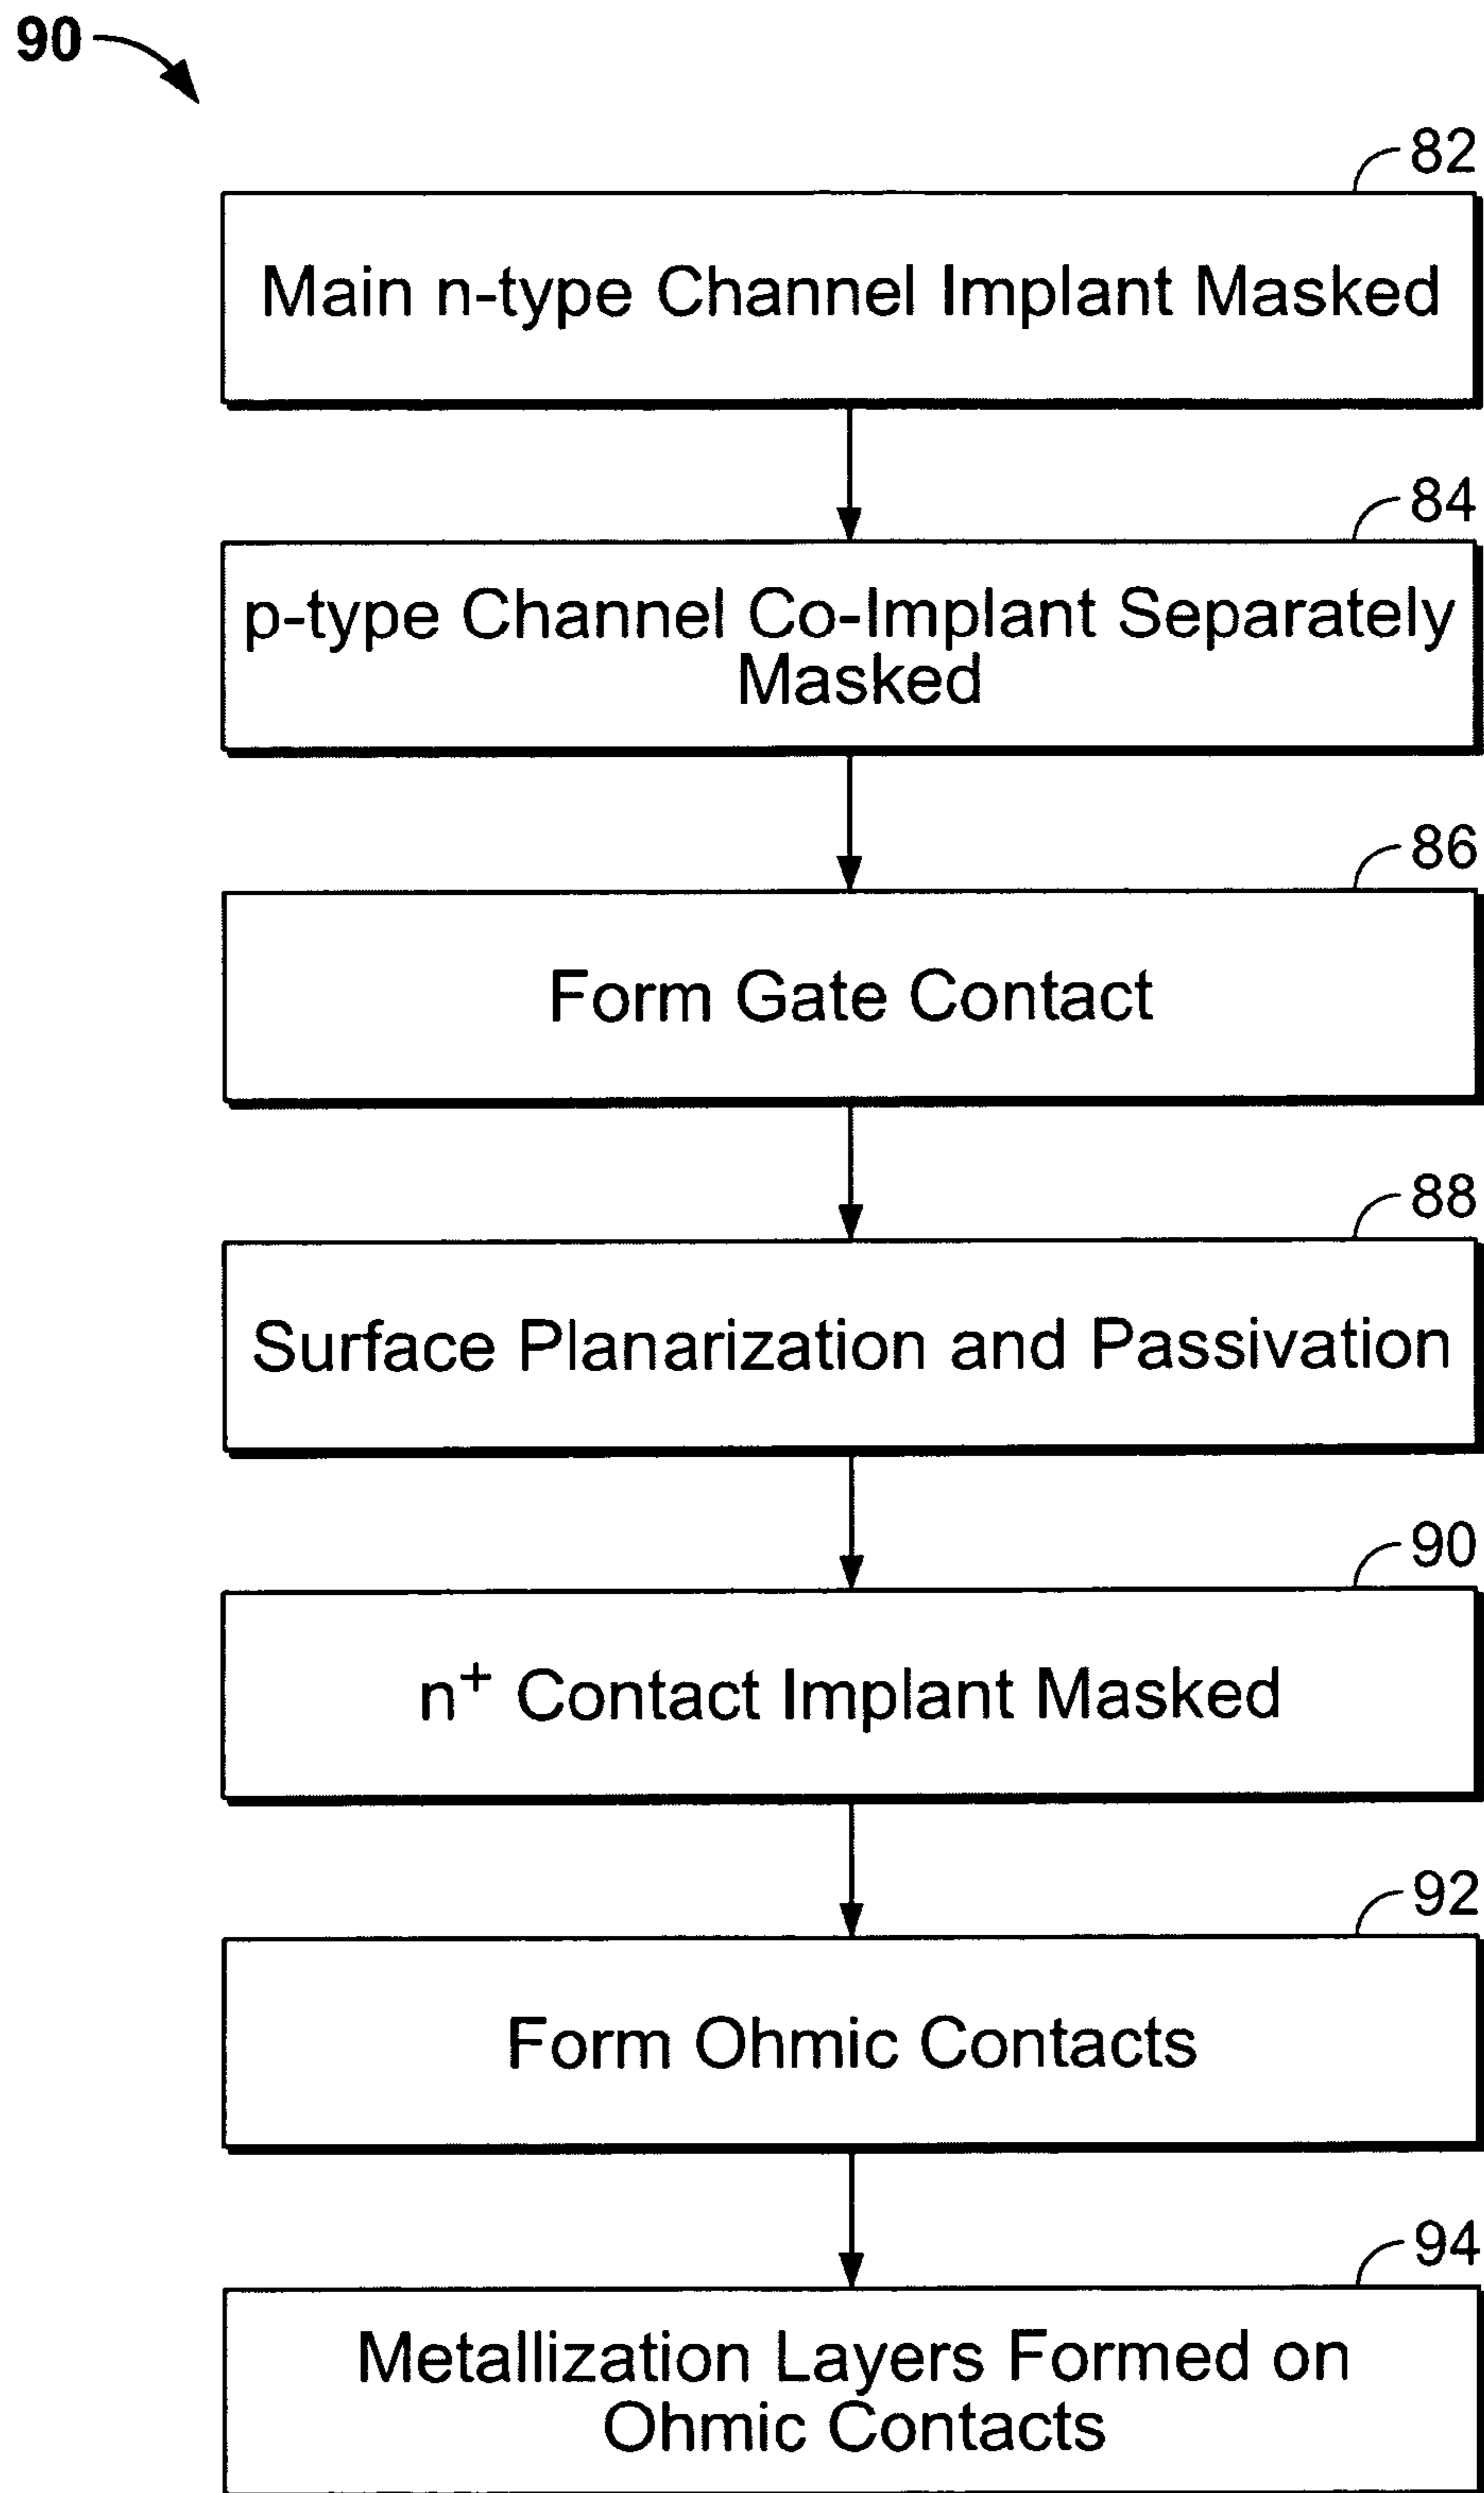 90
82
Main n-type Channel Implant Masked
84
p-type Channel Co-Implant Separately
Masked
86
Form Gate Contact
88
Surface Planarization and Passivation
90
n⁺ Contact Implant Masked
92
Form Ohmic Contacts
94
Metallization Layers Formed on
Ohmic Contacts